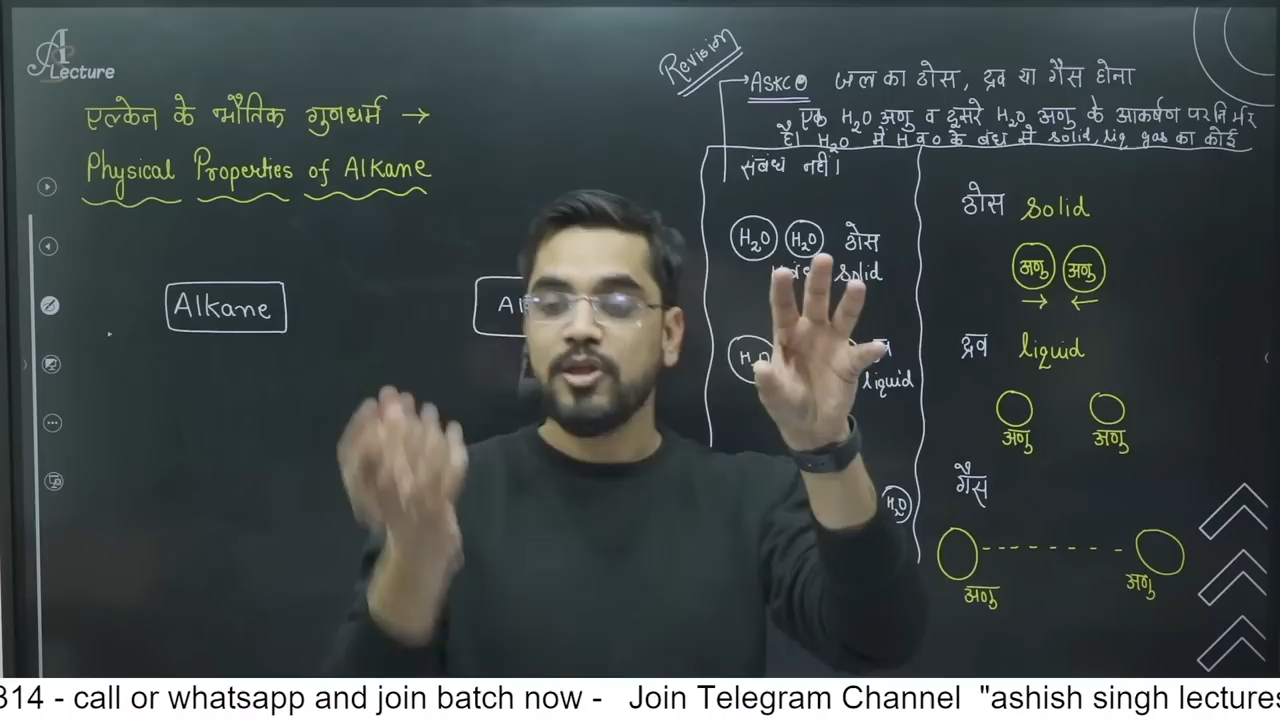 A Lecture
एल्केन के भौतिक गुणधर्म →
Physical Properties of Alkane
Alkane
Al
Revision
जल का ठोस, द्रव या गैस होना
एक H₂O अणु व दूसरे H₂O अणु के आकर्षण पर निर्भर
है। H₂O में H व O के बंध से solid, liq gas का कोई
संबंध नहीं।
H₂O H₂O ठोस
solid
H₂O
liquid
H₂O
ठोस solid
अणु अणु
→ ←
द्रव liquid
अणु अणु
गैस
अणु अणु
314 - call or whatsapp and join batch now - Join Telegram Channel "ashish singh lectures